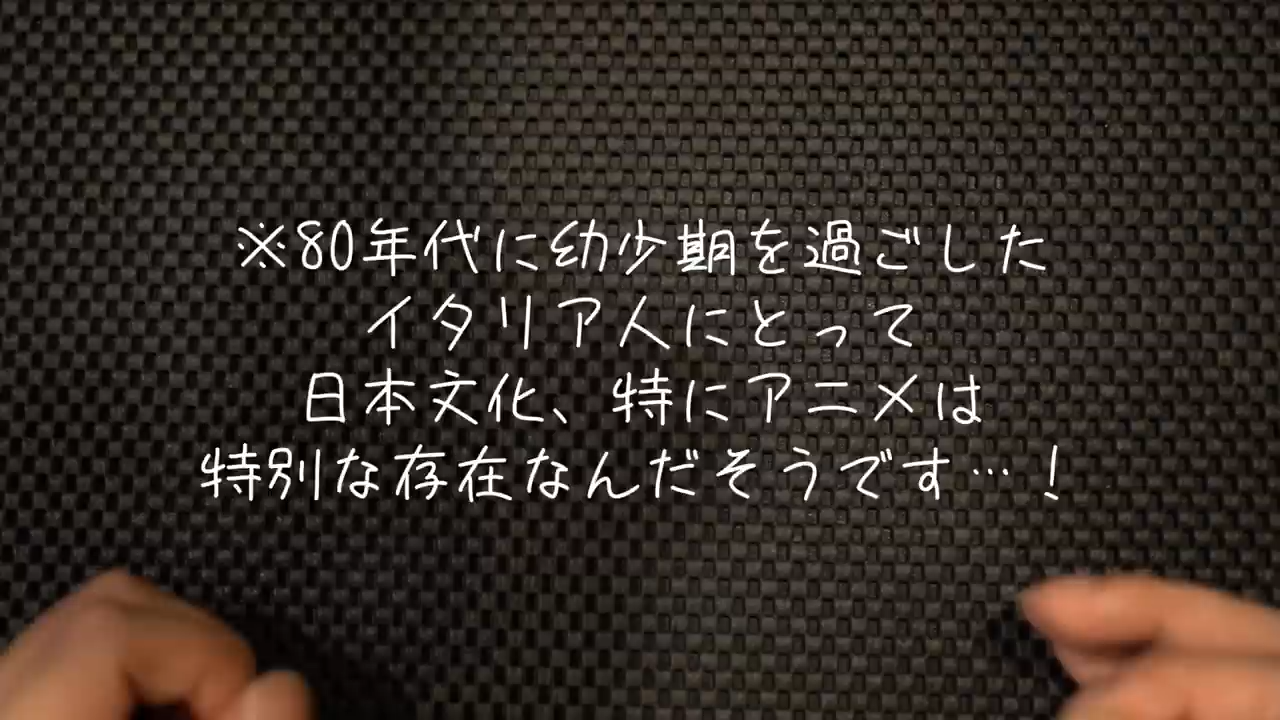 ※80年代に幼少期を過ごした
イタリア人にとって
日本文化、特にアニメは
特別な存在なんだそうです…！